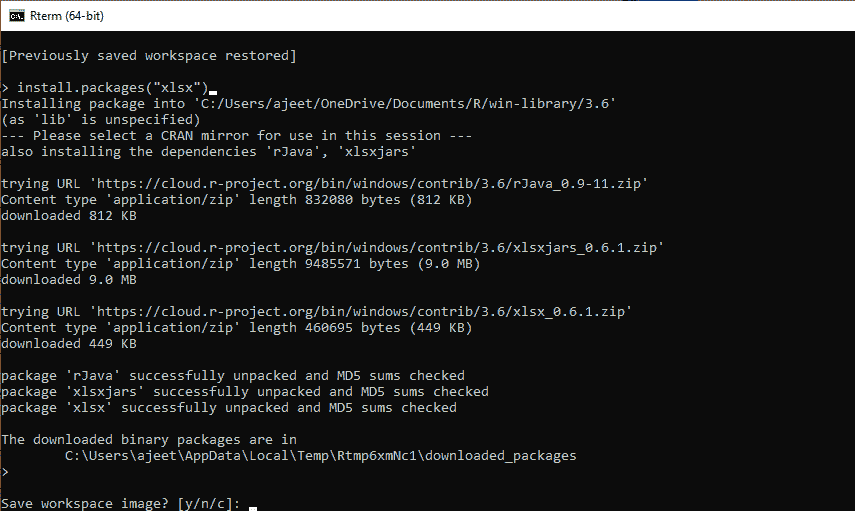 Rterm (64-bit)
[Previously saved workspace restored]
> install.packages("xlsx")
Installing package into 'C:/Users/ajeet/OneDrive/Documents/R/win-library/3.6'
(as 'lib' is unspecified)
--- Please select a CRAN mirror for use in this session ---
also installing the dependencies 'rJava', 'xlsxjars'
trying URL 'https://cloud.r-project.org/bin/windows/contrib/3.6/rJava_0.9-11.zip'
Content type 'application/zip' length 832080 bytes (812 KB)
downloaded 812 KB
trying URL 'https://cloud.r-project.org/bin/windows/contrib/3.6/xlsxjars_0.6.1.zip'
Content type 'application/zip' length 9485571 bytes (9.0 MB)
downloaded 9.0 MB
trying URL 'https://cloud.r-project.org/bin/windows/contrib/3.6/xlsx_0.6.1.zip'
Content type 'application/zip' length 460695 bytes (449 KB)
downloaded 449 KB
package 'rJava' successfully unpacked and MD5 sums checked
package 'xlsxjars' successfully unpacked and MD5 sums checked
package 'xlsx' successfully unpacked and MD5 sums checked
The downloaded binary packages are in
C:\Users\ajeet\AppData\Local\Temp\Rtmp6xmNc1\downloaded_packages
>
Save workspace image? [y/n/c]: